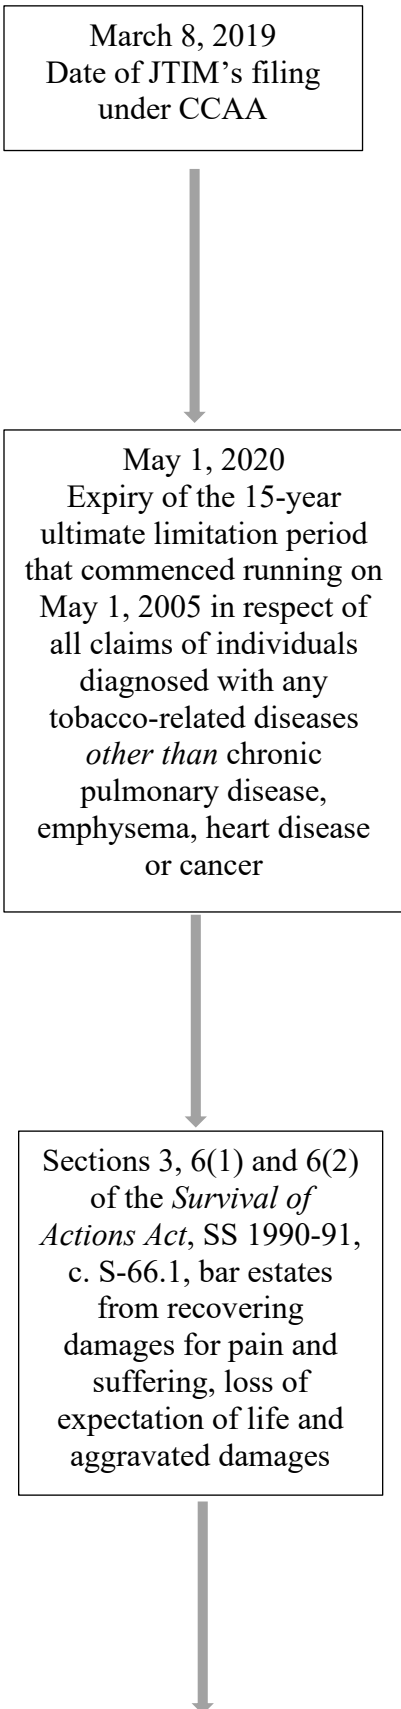 March 8, 2019
Date of JTIM’s filing
under CCAA
May 1, 2020
Expiry of the 15-year
ultimate limitation period
that commenced running on
May 1, 2005 in respect of
all claims of individuals
diagnosed with any
tobacco-related diseases
other than chronic
pulmonary disease,
emphysema, heart disease
or cancer
Sections 3, 6(1) and 6(2)
of the Survival of
Actions Act, SS 1990-91,
c. S-66.1, bar estates
from recovering
damages for pain and
suffering, loss of
expectation of life and
aggravated damages